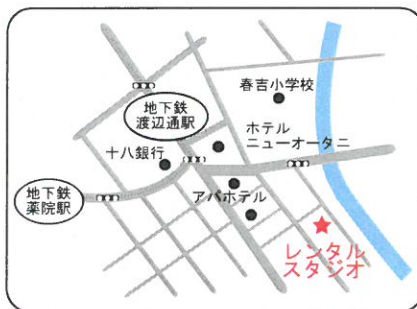 春吉小学校
地下鉄
渡辺通駅
ホテル
ニューオータニ
十八銀行
地下鉄
薬院駅
アパホテル
レンタル
スタジオ